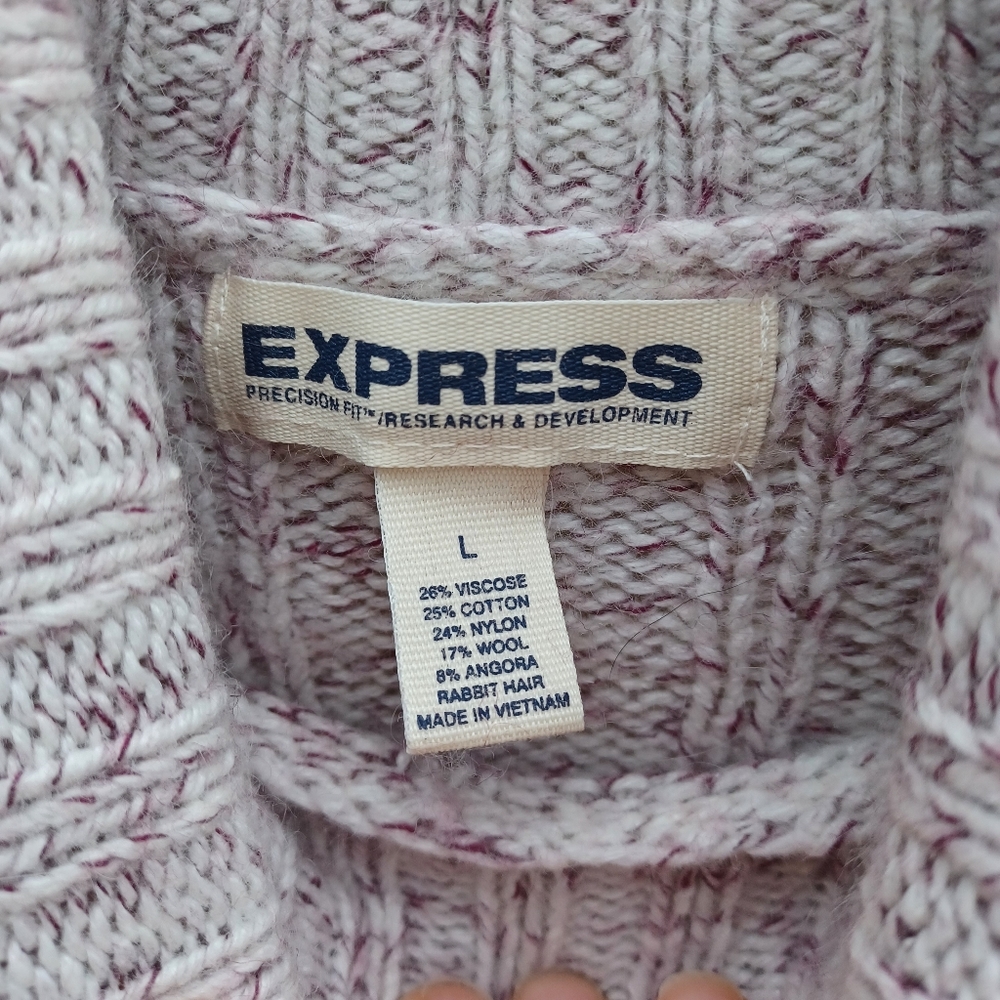 EXPRESS
PRECISION FIT™/RESEARCH & DEVELOPMENT
L
26% VISCOSE
25% COTTON
24% NYLON
17% WOOL
8% ANGORA
RABBIT HAIR
MADE IN VIETNAM